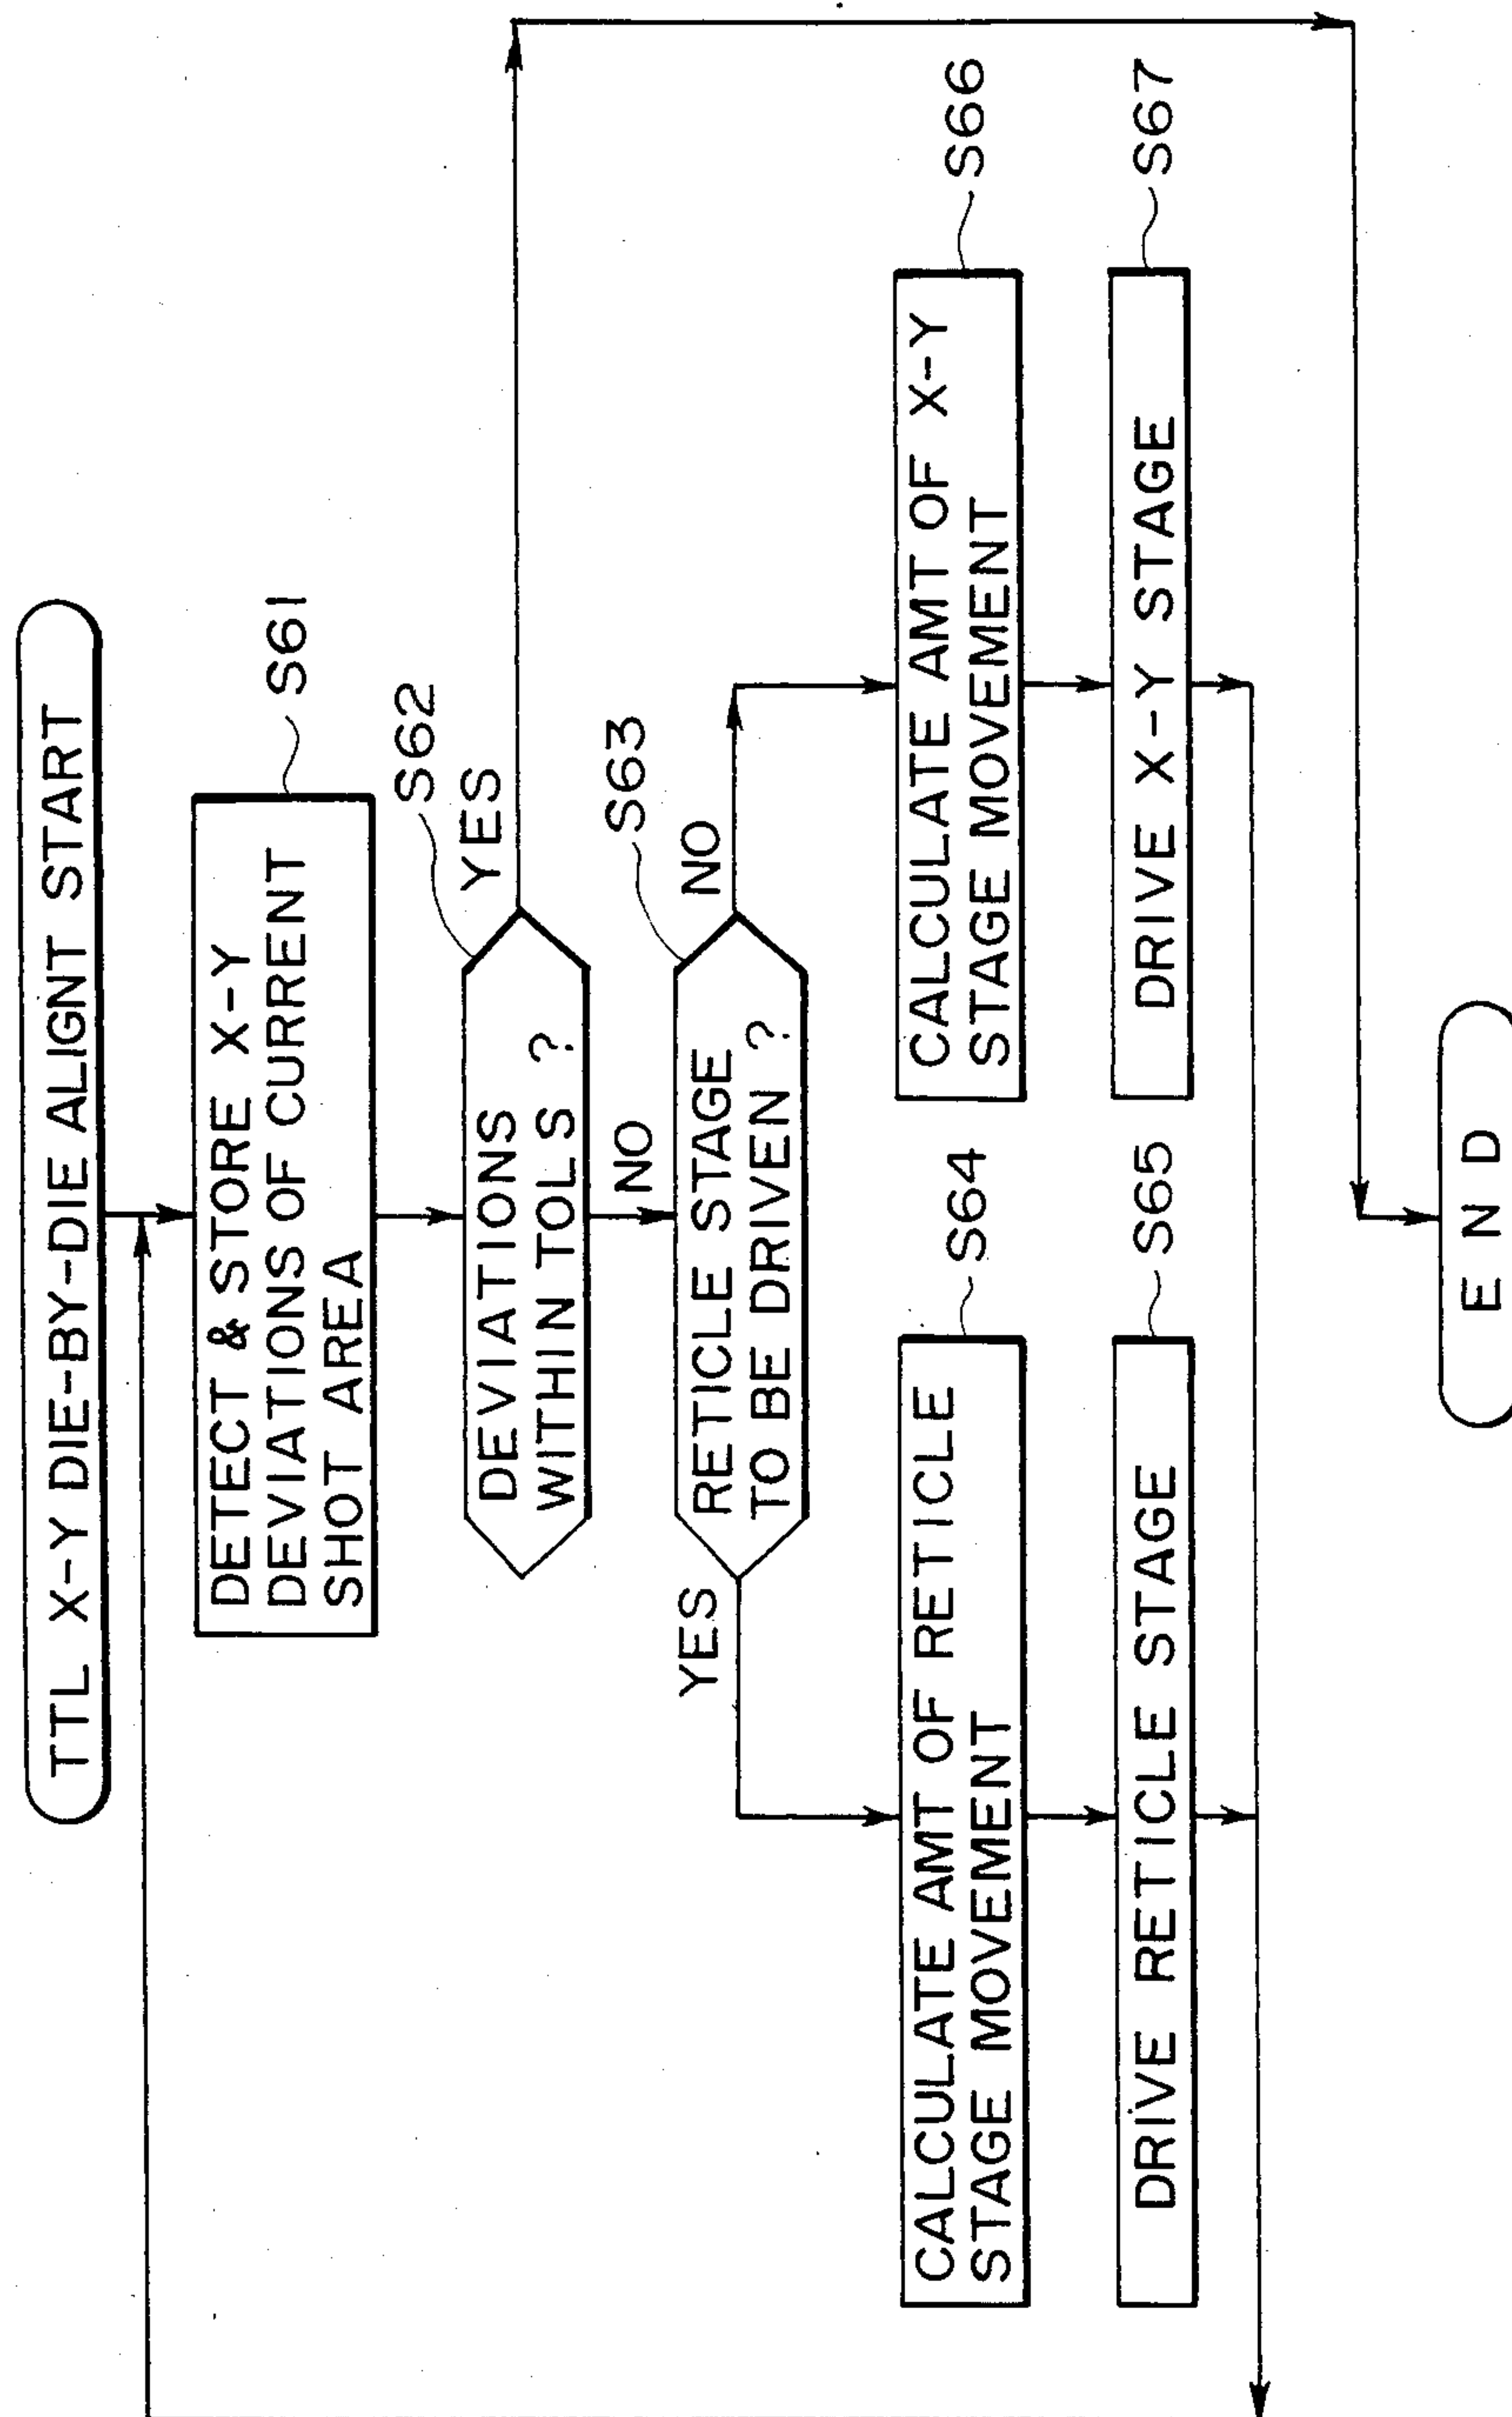 TTL X-Y DIE-BY-DIE ALIGNT START
DETECT & STORE X-Y
DEVIATIONS OF CURRENT
SHOT AREA
S61
DEVIATIONS
WITHIN TOLS ?
S62
YES
NO
RETICLE STAGE
TO BE DRIVEN ?
S63
YES
NO
CALCULATE AMT OF RETICLE
STAGE MOVEMENT
S64
CALCULATE AMT OF X-Y
STAGE MOVEMENT
S66
DRIVE RETICLE STAGE
S65
DRIVE X-Y STAGE
S67
END